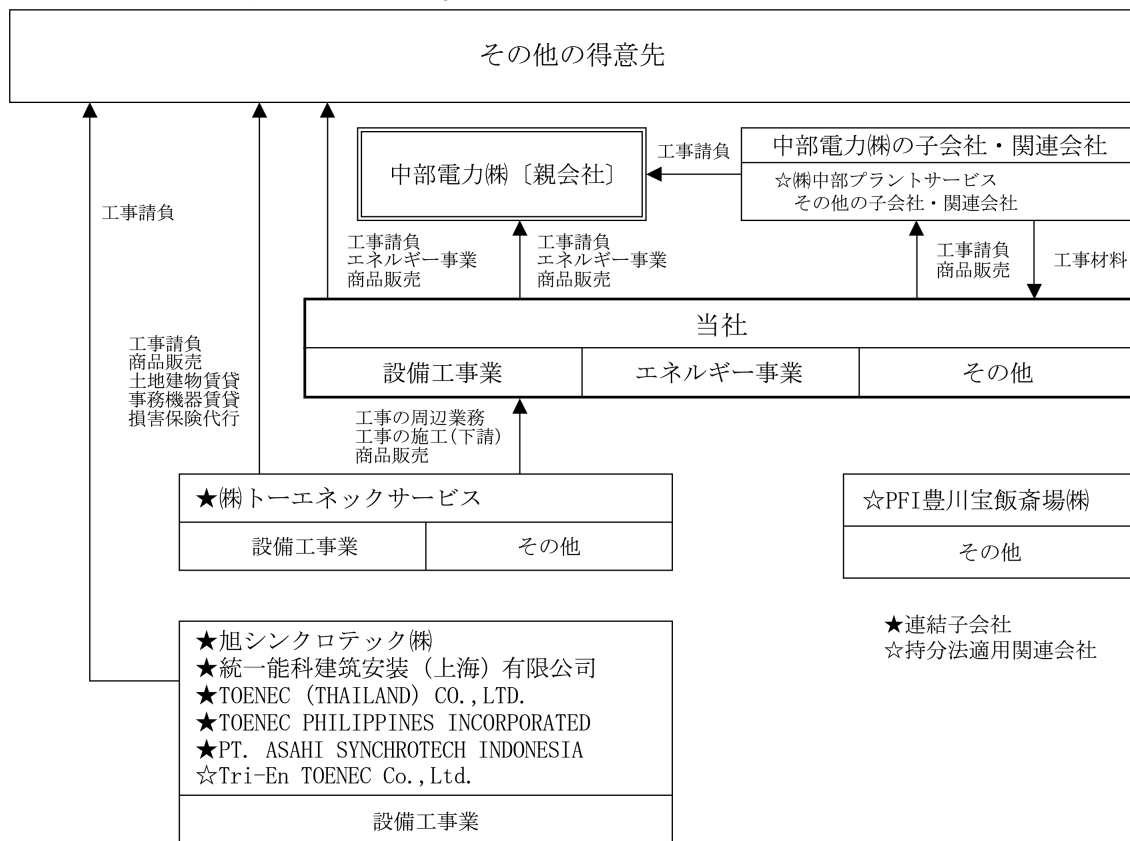 その他の得意先
中部電力㈱〔親会社〕
工事請負
中部電力㈱の子会社・関連会社
☆㈱中部プラントサービス
その他の子会社・関連会社
工事請負
工事請負
エネルギー事業
商品販売
工事請負
エネルギー事業
商品販売
工事請負
商品販売
工事材料
当社
設備工事業
エネルギー事業
その他
工事請負
商品販売
土地建物賃貸
事務機器賃貸
損害保険代行
工事の周辺業務
工事の施工(下請)
商品販売
★㈱トーエネックサービス
設備工事業
その他
☆PFI豊川宝飯斎場㈱
その他
★旭シンクロテック㈱
★統一能科建筑安装（上海）有限公司
★TOENEC (THAILAND) CO.,LTD.
★TOENEC PHILIPPINES INCORPORATED
★PT. ASAHI SYNCHROTECH INDONESIA
☆Tri-En TOENEC Co.,Ltd.
設備工事業
★連結子会社
☆持分法適用関連会社